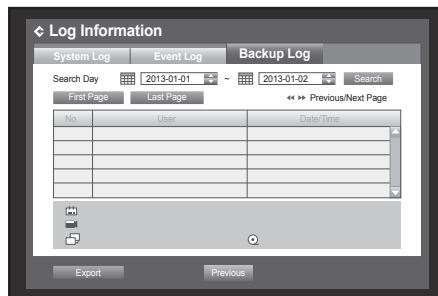 Log Information
System Log Event Log Backup Log
Search Day 2013-01-01 ~ 2013-01-02 Search
First Page Last Page Previous/Next Page
No. User Date/Time
Export Previous